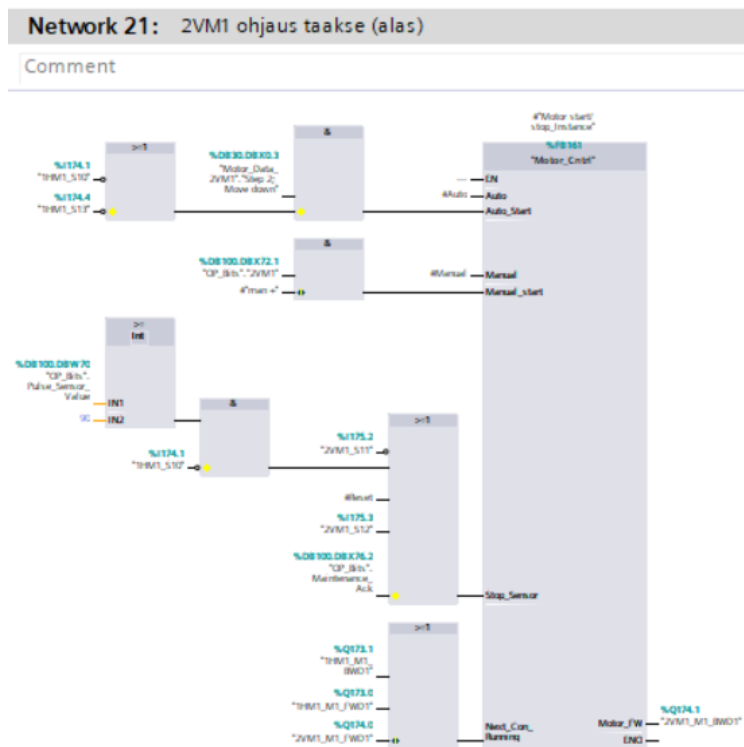 Network 21: 2VM1 ohjaus taakse (alas)
Comment
#"Motor start/
stop_Instance"
%FB161
"Motor_Cntrl"
>=1
%I174.1
"1HM1_S10"
%I174.4
"1HM1_S13"
&
%DB30.DBX0.3
"Motor_Data_
2VM1"."Step 2;
Move down"
EN
#Auto
Auto
Auto_Start
&
%DB100.DBX72.1
"OP_Bits"."2VM1"
#"man +"
#Manual
Manual
Manual_start
>=
Int
%DB100.DBW70
"OP_Bits".
Pulse_Sensor_
Value
IN1
90
IN2
&
%I174.1
"1HM1_S10"
>=1
%I175.2
"2VM1_S11"
#Reset
%I175.3
"2VM1_S12"
%DB100.DBX76.2
"OP_Bits".
Maintenance_
Ack
Stop_Sensor
>=1
%Q173.1
"1HM1_M1_
BWD1"
%Q173.0
"1HM1_M1_FWD1"
%Q174.0
"2VM1_M1_FWD1"
Next_Con_
Running
Motor_FW
%Q174.1
"2VM1_M1_BWD1"
ENO